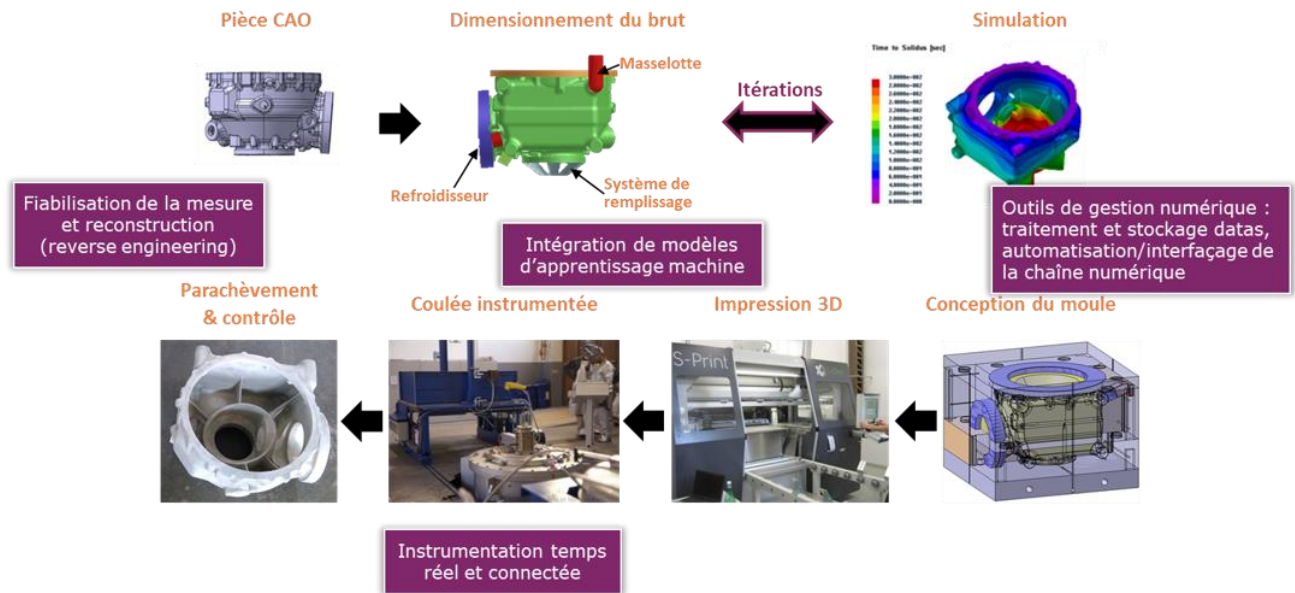 Pièce CAO
Dimensionnement du brut
Simulation
Masselotte
Itérations
Time to Solidus [sec]
Refroidisseur
Système de
remplissage
Fiabilisation de la mesure
et reconstruction
(reverse engineering)
Intégration de modèles
d'apprentissage machine
Outils de gestion numérique :
traitement et stockage datas,
automatisation/interfaçage de
la chaîne numérique
Parachèvement
& contrôle
Coulée instrumentée
Impression 3D
Conception du moule
S-Print
Instrumentation temps
réel et connectée